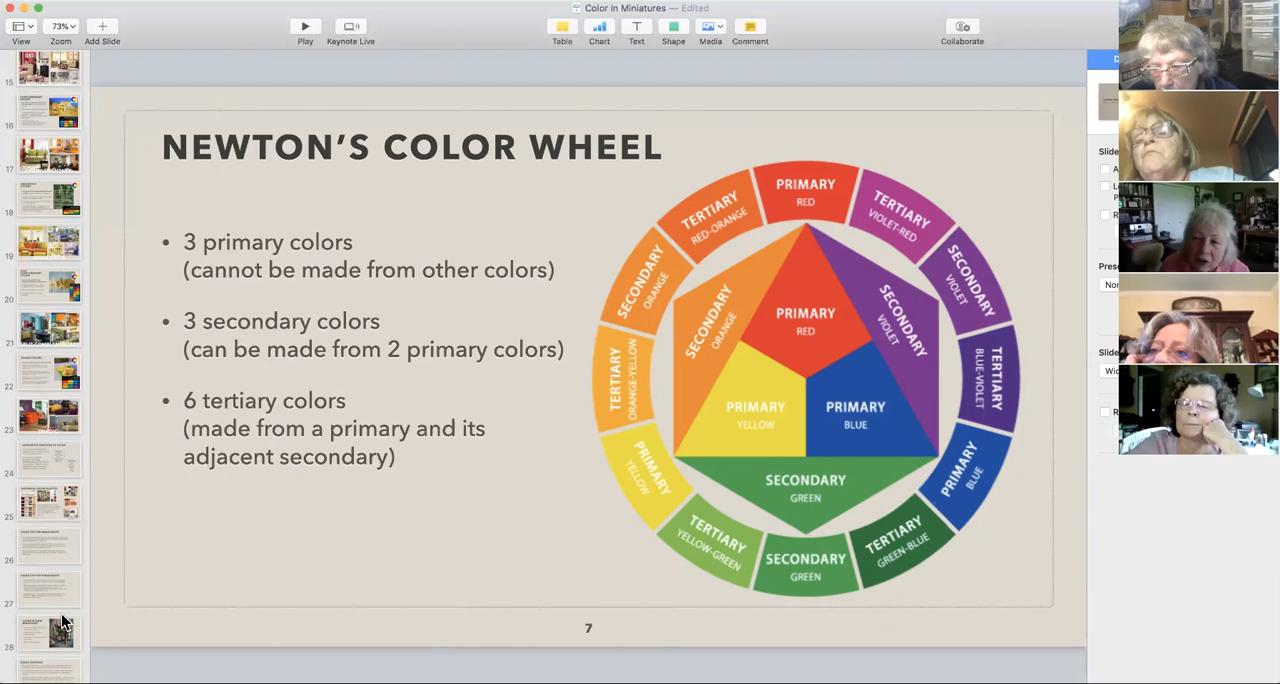 Color in Miniatures — Edited
73%
View
Zoom
Add Slide
Play
Keynote Live
Table
Chart
Text
Shape
Media
Comment
Collaborate
15
16
17
18
19
20
21
22
23
24
25
26
27
28
NEWTON'S COLOR WHEEL
• 3 primary colors
(cannot be made from other colors)
• 3 secondary colors
(can be made from 2 primary colors)
• 6 tertiary colors
(made from a primary and its
adjacent secondary)
PRIMARY
RED
TERTIARY
VIOLET-RED
SECONDARY
VIOLET
TERTIARY
BLUE-VIOLET
PRIMARY
BLUE
TERTIARY
GREEN-BLUE
SECONDARY
GREEN
TERTIARY
YELLOW-GREEN
PRIMARY
YELLOW
TERTIARY
ORANGE-YELLOW
SECONDARY
ORANGE
TERTIARY
RED-ORANGE
PRIMARY
RED
SECONDARY
ORANGE
SECONDARY
VIOLET
PRIMARY
YELLOW
PRIMARY
BLUE
SECONDARY
GREEN
7